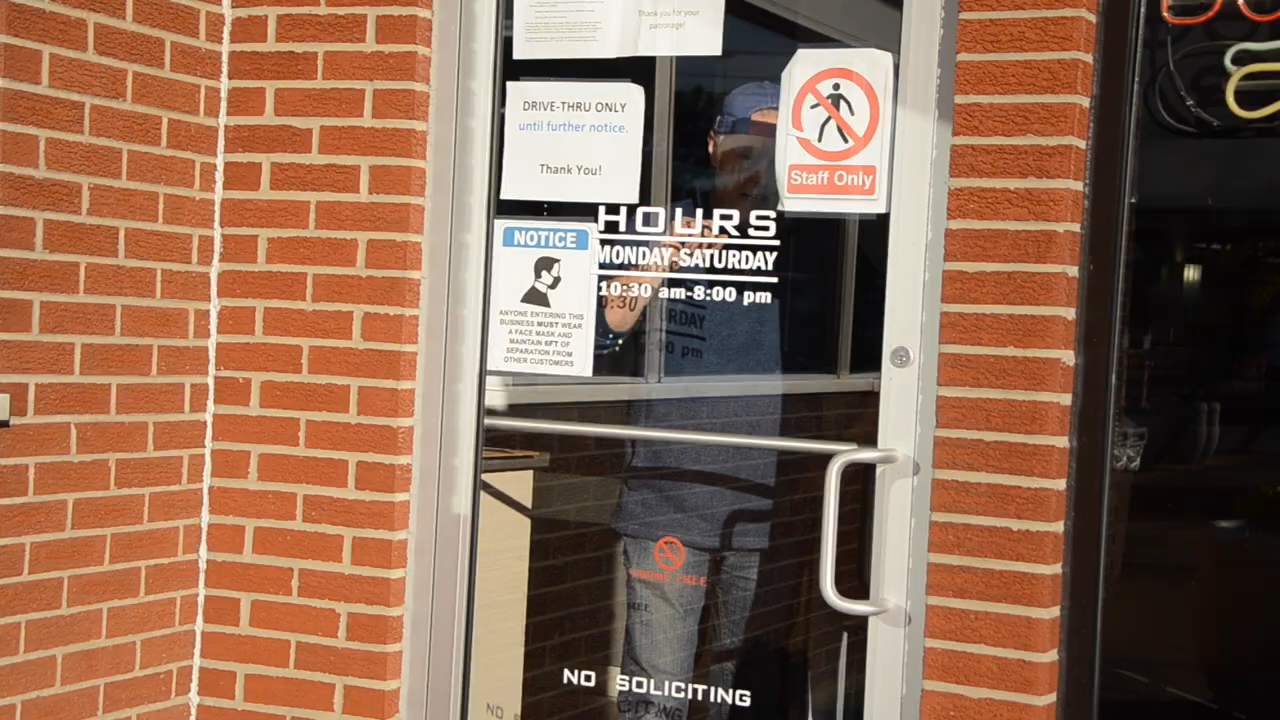 Thank you for your
patronage!
DRIVE-THRU ONLY
until further notice.
Thank You!
Staff Only
HOURS
MONDAY-SATURDAY
10:30 am-8:00 pm
NOTICE
ANYONE ENTERING THIS
BUSINESS MUST WEAR
A FACE MASK AND
MAINTAIN 6FT OF
SEPARATION FROM
OTHER CUSTOMERS
SMOKE FREE
NO SOLICITING